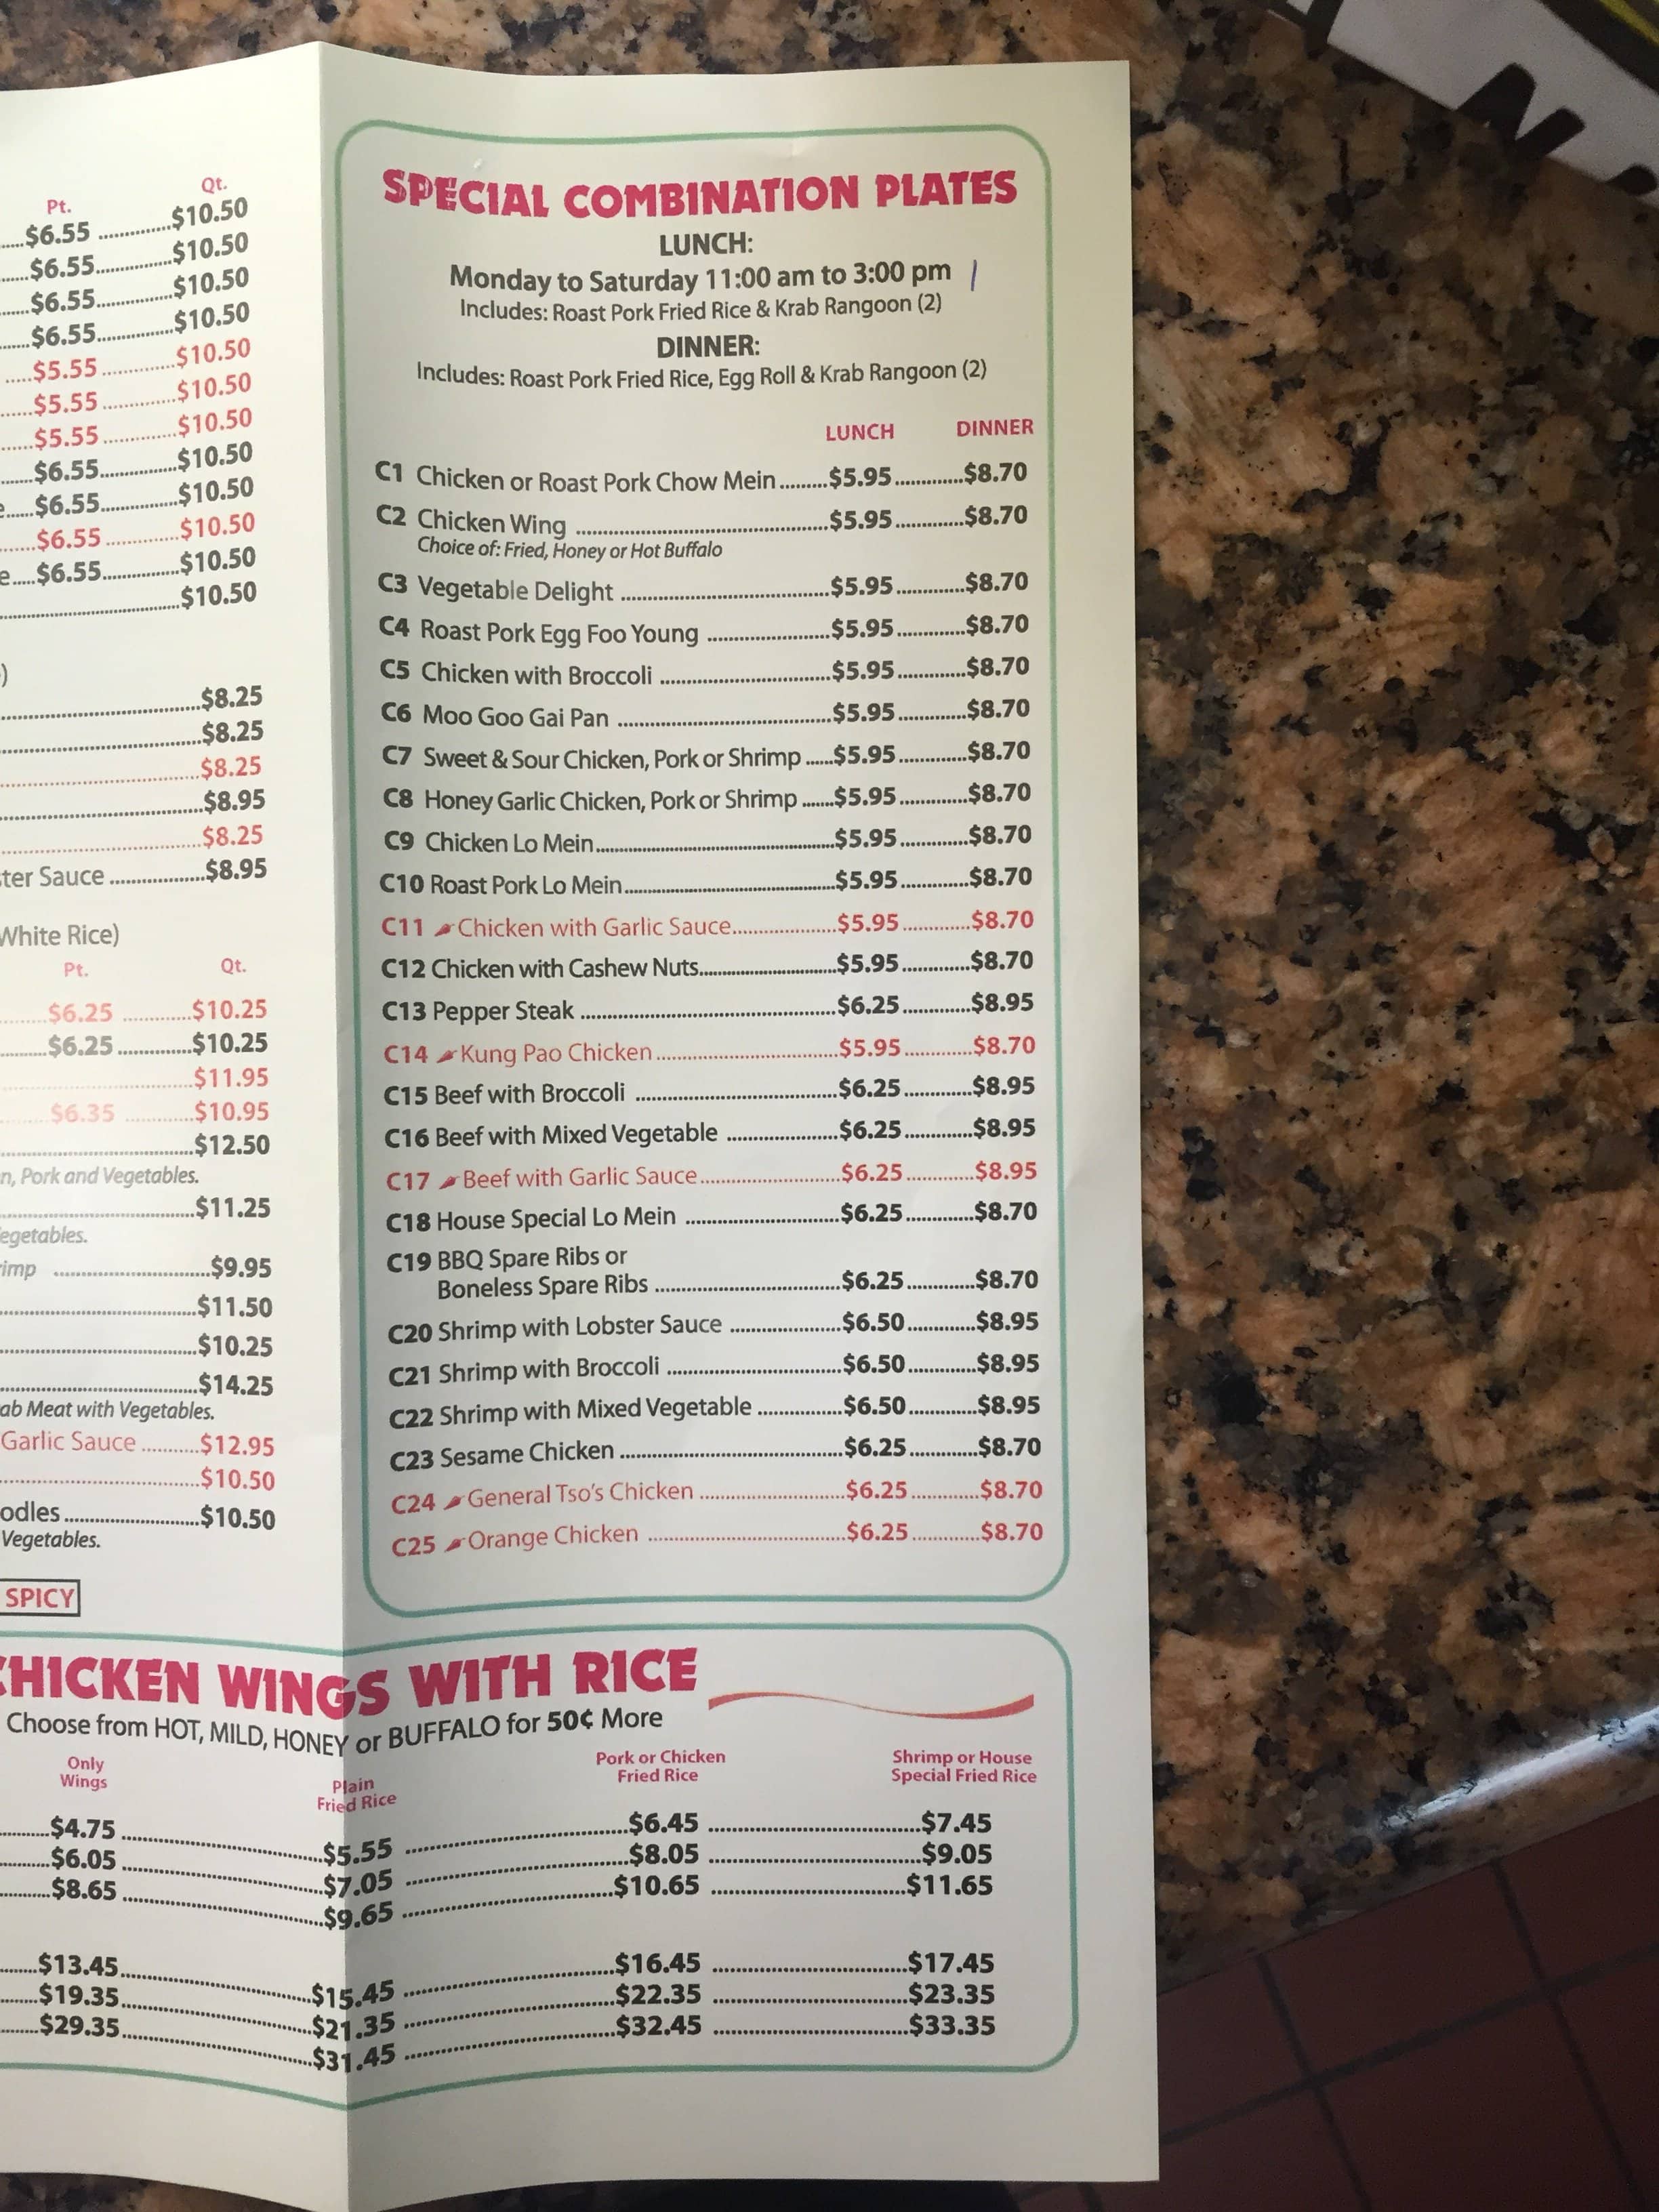 Pt. Qt.
$6.55 $10.50
$6.55 $10.50
$6.55 $10.50
$6.55 $10.50
$5.55 $10.50
$5.55 $10.50
$5.55 $10.50
$6.55 $10.50
$6.55 $10.50
$6.55 $10.50
$6.55 $10.50
$10.50
$8.25
$8.25
$8.25
$8.95
$8.25
Sauce $8.95
White Rice)
Pt. Qt.
$6.25 $10.25
$6.25 $10.25
$11.95
$6.35 $10.95
$12.50
Pork and Vegetables.
$11.25
$9.95
$11.50
$10.25
$14.25
Meat with Vegetables.
Garlic Sauce $12.95
$10.50
$10.50
Vegetables.
SPICY
SPECIAL COMBINATION PLATES
LUNCH:
Monday to Saturday 11:00 am to 3:00 pm
Includes: Roast Pork Fried Rice & Krab Rangoon (2)
DINNER:
Includes: Roast Pork Fried Rice, Egg Roll & Krab Rangoon (2)
LUNCH DINNER
C1 Chicken or Roast Pork Chow Mein $5.95 $8.70
C2 Chicken Wing $5.95 $8.70
Choice of: Fried, Honey or Hot Buffalo
C3 Vegetable Delight $5.95 $8.70
C4 Roast Pork Egg Foo Young $5.95 $8.70
C5 Chicken with Broccoli $5.95 $8.70
C6 Moo Goo Gai Pan $5.95 $8.70
C7 Sweet & Sour Chicken, Pork or Shrimp $5.95 $8.70
C8 Honey Garlic Chicken, Pork or Shrimp $5.95 $8.70
C9 Chicken Lo Mein $5.95 $8.70
C10 Roast Pork Lo Mein $5.95 $8.70
C11 Chicken with Garlic Sauce $5.95 $8.70
C12 Chicken with Cashew Nuts $5.95 $8.70
C13 Pepper Steak $6.25 $8.95
C14 Kung Pao Chicken $5.95 $8.70
C15 Beef with Broccoli $6.25 $8.95
C16 Beef with Mixed Vegetable $6.25 $8.95
C17 Beef with Garlic Sauce $6.25 $8.95
C18 House Special Lo Mein $6.25 $8.70
C19 BBQ Spare Ribs or
Boneless Spare Ribs $6.25 $8.70
C20 Shrimp with Lobster Sauce $6.50 $8.95
C21 Shrimp with Broccoli $6.50 $8.95
C22 Shrimp with Mixed Vegetable $6.50 $8.95
C23 Sesame Chicken $6.25 $8.70
C24 General Tso's Chicken $6.25 $8.70
C25 Orange Chicken $6.25 $8.70
CHICKEN WINGS WITH RICE
Choose from HOT, MILD, HONEY or BUFFALO for 50¢ More
Only Wings Plain Fried Rice Pork or Chicken Fried Rice Shrimp or House Special Fried Rice
$4.75 $5.55 $6.45 $7.45
$6.05 $7.05 $8.05 $9.05
$8.65 $9.65 $10.65 $11.65
$13.45 $15.45 $16.45 $17.45
$19.35 $21.35 $22.35 $23.35
$29.35 $31.45 $32.45 $33.35